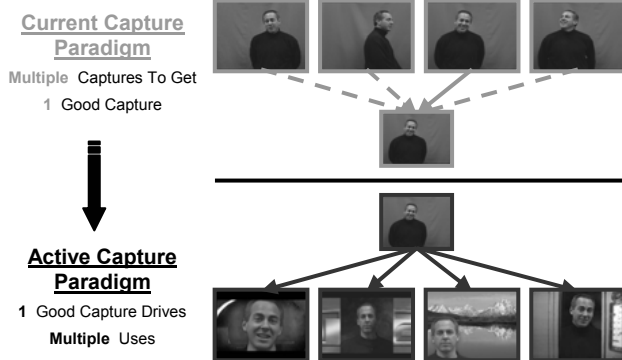 Current Capture
Paradigm
Multiple Captures To Get
1 Good Capture
Active Capture
Paradigm
1 Good Capture Drives
Multiple Uses